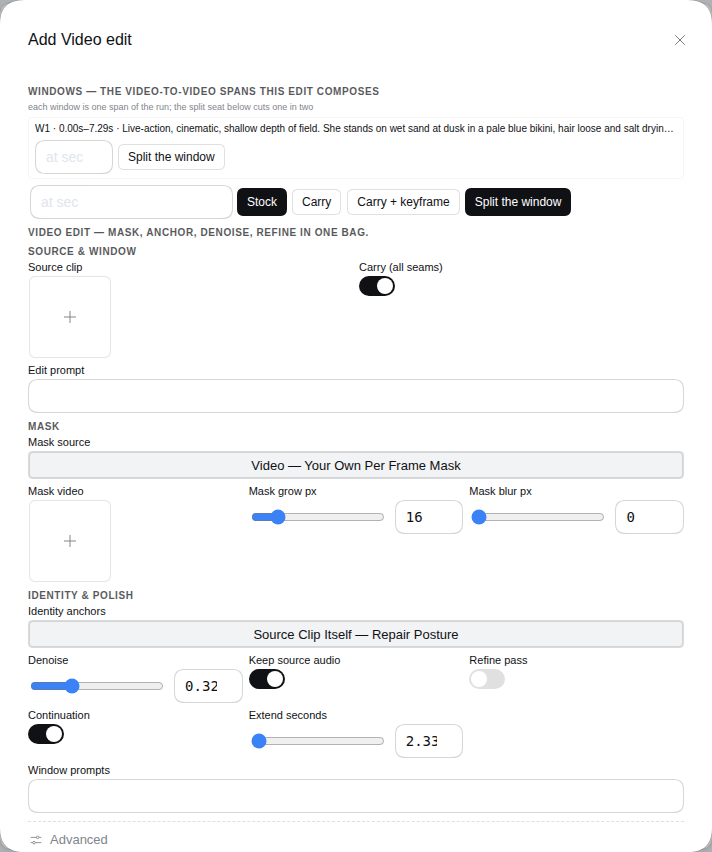 Add Video edit
WINDOWS — THE VIDEO-TO-VIDEO SPANS THIS EDIT COMPOSES
each window is one span of the run; the split seat below cuts one in two
W1 · 0.00s–7.29s · Live-action, cinematic, shallow depth of field. She stands on wet sand at dusk in a pale blue bikini, hair loose and salt dryin…
at sec Split the window
at sec Stock Carry Carry + keyframe Split the window
VIDEO EDIT — MASK, ANCHOR, DENOISE, REFINE IN ONE BAG.
SOURCE & WINDOW
Source clip Carry (all seams)
Edit prompt
MASK
Mask source
Video — Your Own Per Frame Mask
Mask video Mask grow px Mask blur px
16 0
IDENTITY & POLISH
Identity anchors
Source Clip Itself — Repair Posture
Denoise Keep source audio Refine pass
0.32
Continuation Extend seconds
2.33
Window prompts
Advanced